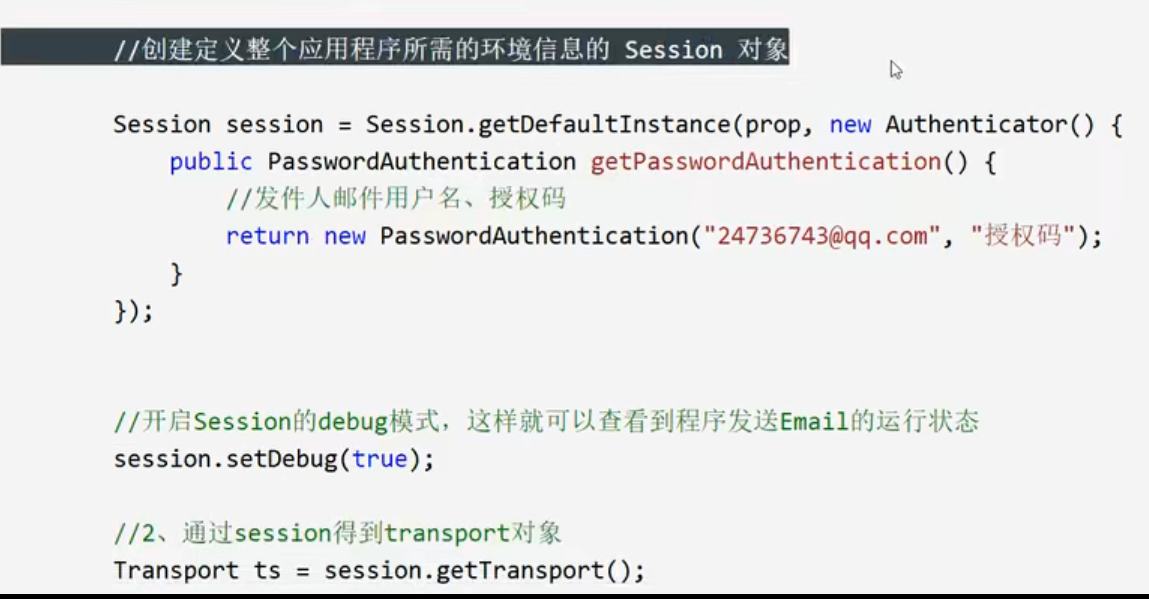 //创建定义整个应用程序所需的环境信息的 Session 对象
Session session = Session.getDefaultInstance(prop, new Authenticator() {
public PasswordAuthentication getPasswordAuthentication() {
//发件人邮件用户名、授权码
return new PasswordAuthentication("24736743@qq.com", "授权码");
}
});
//开启Session的debug模式，这样就可以查看到程序发送Email的运行状态
session.setDebug(true);
//2、通过session得到transport对象
Transport ts = session.getTransport();